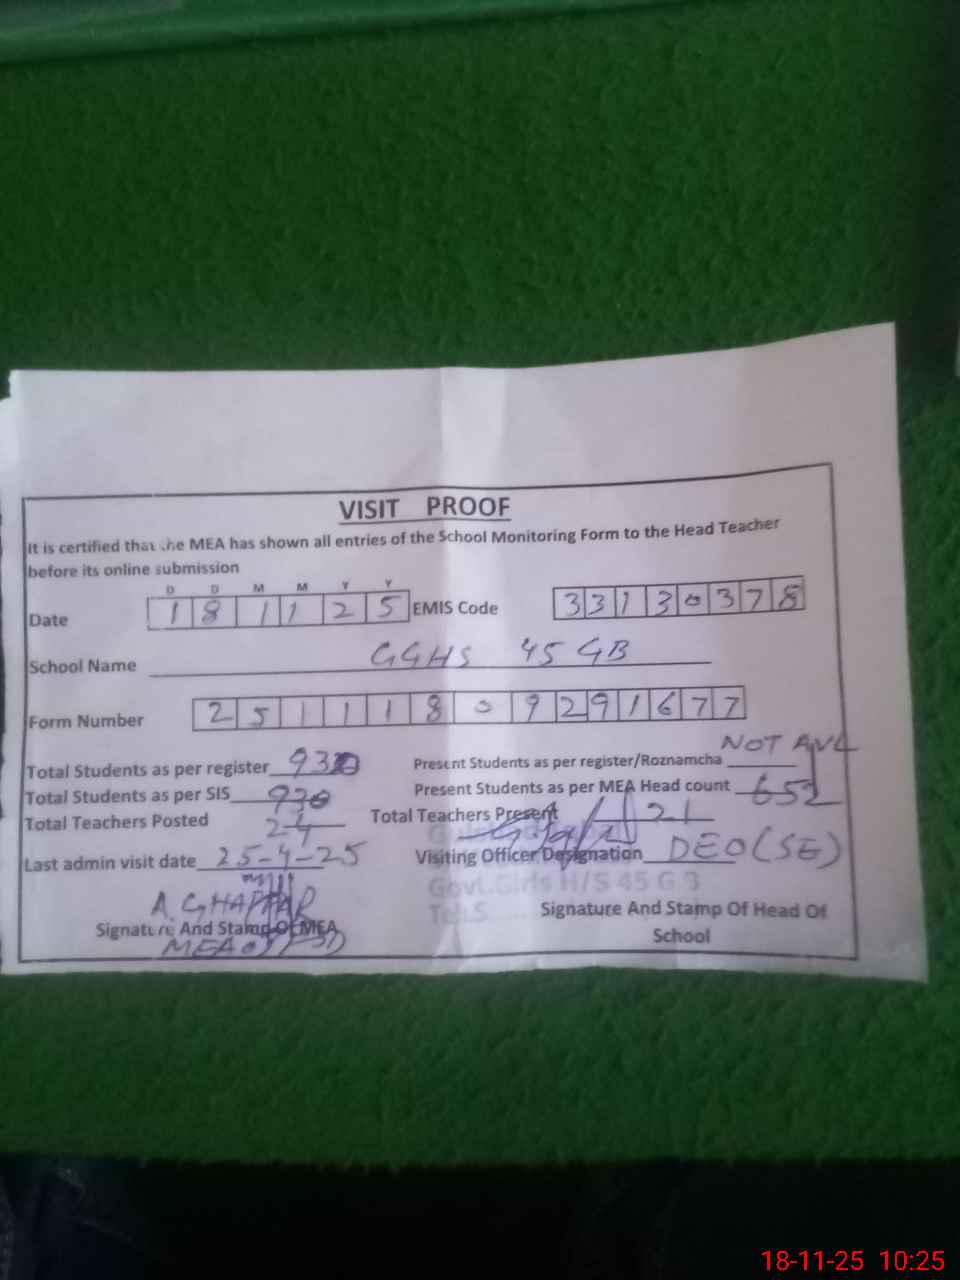 VISIT PROOF
It is certified that the MEA has shown all entries of the School Monitoring Form to the Head Teacher
before its online submission
D D M M Y Y
Date 1 8 1 1 2 5 EMIS Code 3 3 1 3 0 3 7 8
School Name GGHS 45 GB
Form Number 2 5 1 1 1 8 0 9 2 9 1 6 7 7
Total Students as per register 930 Present Students as per register/Roznamcha NOT AVL
Total Students as per SIS 930 Present Students as per MEA Head count 652
Total Teachers Posted 24 Total Teachers Present 21
Last admin visit date 25-4-25 Visiting Officer Designation DEO (SE)
Govt.Girls H/S 45 G.B
A. GHAFFAR
Signature And Stamp Of MEA Signature And Stamp Of Head Of
School
MEA
18-11-25 10:25